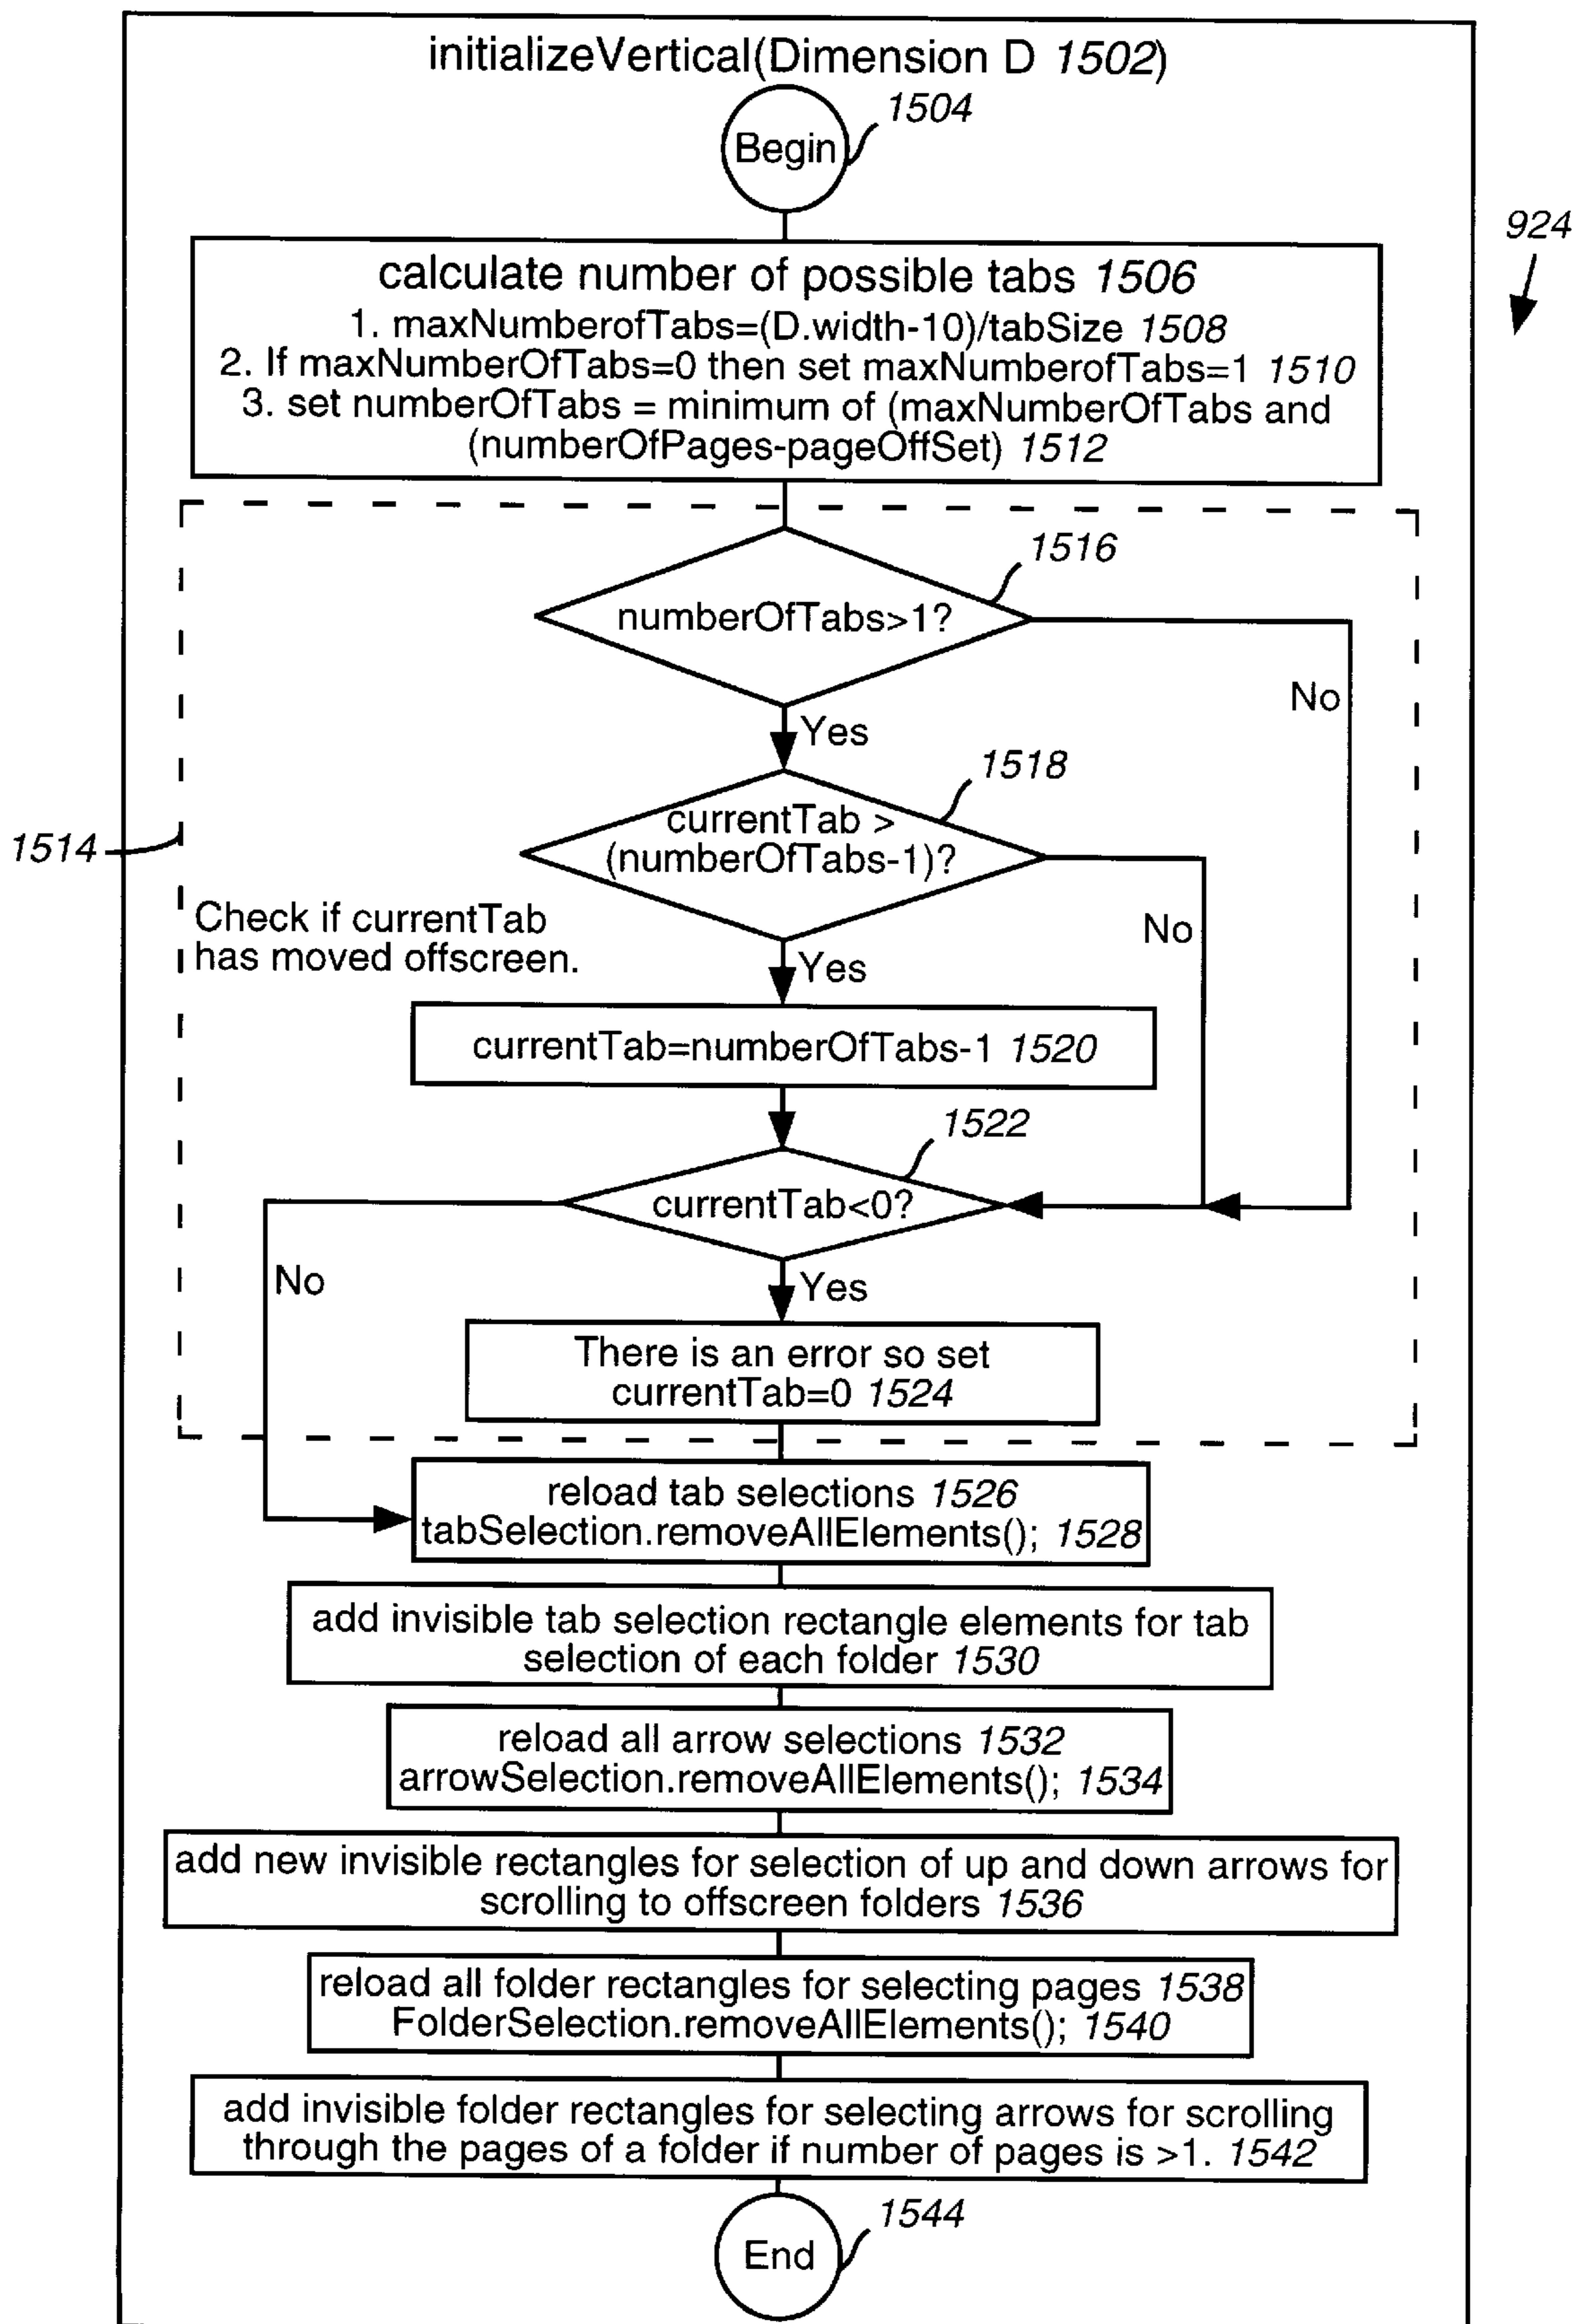 initializeVertical(Dimension D 1502)
1504
Begin
924
calculate number of possible tabs 1506
1. maxNumberofTabs=(D.width-10)/tabSize 1508
2. If maxNumberOfTabs=0 then set maxNumberofTabs=1 1510
3. set numberOfTabs = minimum of (maxNumberOfTabs and
(numberOfPages-pageOffSet) 1512
1516
numberOfTabs>1?
No
Yes
1518
currentTab >
(numberOfTabs-1)?
1514
Check if currentTab
has moved offscreen.
No
Yes
currentTab=numberOfTabs-1 1520
1522
currentTab<0?
No
Yes
There is an error so set
currentTab=0 1524
reload tab selections 1526
tabSelection.removeAllElements(); 1528
add invisible tab selection rectangle elements for tab
selection of each folder 1530
reload all arrow selections 1532
arrowSelection.removeAllElements(); 1534
add new invisible rectangles for selection of up and down arrows for
scrolling to offscreen folders 1536
reload all folder rectangles for selecting pages 1538
FolderSelection.removeAllElements(); 1540
add invisible folder rectangles for selecting arrows for scrolling
through the pages of a folder if number of pages is >1. 1542
1544
End